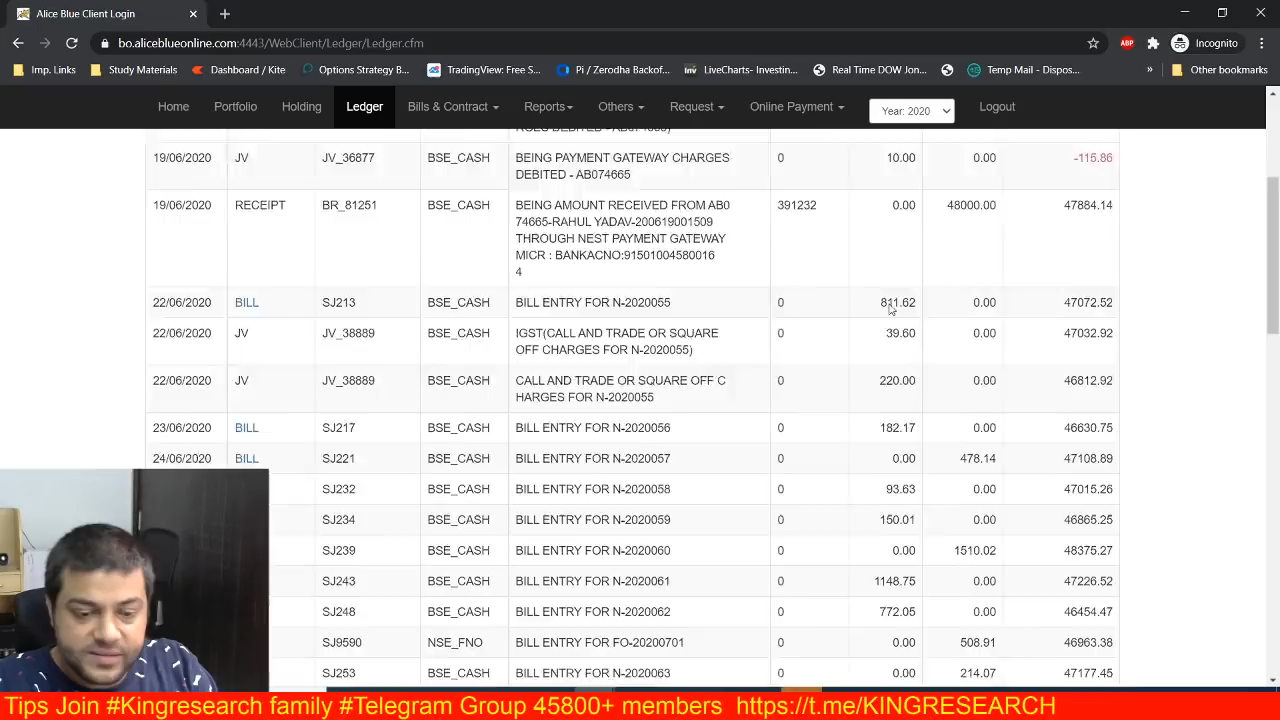 Alice Blue Client Login
bo.aliceblueonline.com:4443/WebClient/Ledger/Ledger.cfm
ABP
Incognito
Imp. Links
Study Materials
Dashboard / Kite
Options Strategy B...
TradingView: Free S...
Pi / Zerodha Backof...
Inv LiveCharts- Investin...
Real Time DOW Jon...
Temp Mail - Dispos...
»
Other bookmarks
Home Portfolio Holding Ledger Bills & Contract Reports Others Request Online Payment Year: 2020 Logout
19/06/2020 JV JV_36877 BSE_CASH BEING PAYMENT GATEWAY CHARGES 0 10.00 0.00 -115.86
DEBITED - AB074665
19/06/2020 RECEIPT BR_81251 BSE_CASH BEING AMOUNT RECEIVED FROM AB0 391232 0.00 48000.00 47884.14
74665-RAHUL YADAV-200619001509
THROUGH NEST PAYMENT GATEWAY
MICR : BANKACNO:91501004580016
4
22/06/2020 BILL SJ213 BSE_CASH BILL ENTRY FOR N-2020055 0 811.62 0.00 47072.52
22/06/2020 JV JV_38889 BSE_CASH IGST(CALL AND TRADE OR SQUARE 0 39.60 0.00 47032.92
OFF CHARGES FOR N-2020055)
22/06/2020 JV JV_38889 BSE_CASH CALL AND TRADE OR SQUARE OFF C 0 220.00 0.00 46812.92
HARGES FOR N-2020055
23/06/2020 BILL SJ217 BSE_CASH BILL ENTRY FOR N-2020056 0 182.17 0.00 46630.75
24/06/2020 BILL SJ221 BSE_CASH BILL ENTRY FOR N-2020057 0 0.00 478.14 47108.89
SJ232 BSE_CASH BILL ENTRY FOR N-2020058 0 93.63 0.00 47015.26
SJ234 BSE_CASH BILL ENTRY FOR N-2020059 0 150.01 0.00 46865.25
SJ239 BSE_CASH BILL ENTRY FOR N-2020060 0 0.00 1510.02 48375.27
SJ243 BSE_CASH BILL ENTRY FOR N-2020061 0 1148.75 0.00 47226.52
SJ248 BSE_CASH BILL ENTRY FOR N-2020062 0 772.05 0.00 46454.47
SJ9590 NSE_FNO BILL ENTRY FOR FO-20200701 0 0.00 508.91 46963.38
SJ253 BSE_CASH BILL ENTRY FOR N-2020063 0 0.00 214.07 47177.45
Tips Join #Kingresearch family #Telegram Group 45800+ members https://t.me/KINGRESEARCH